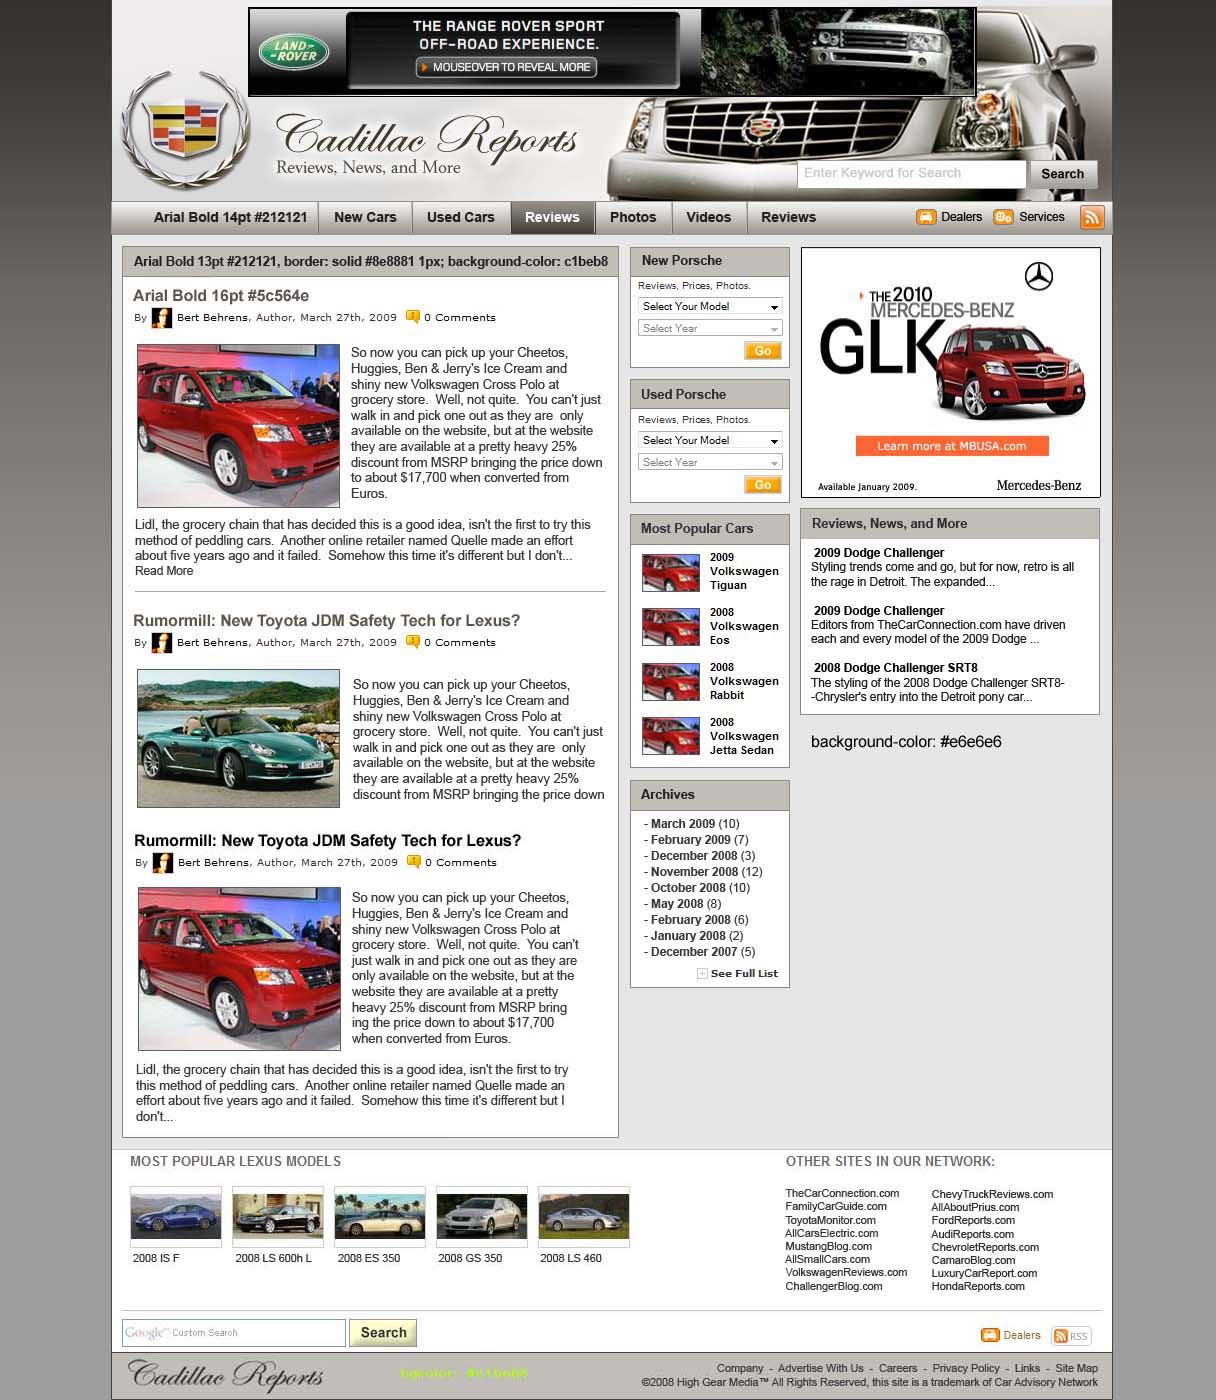 LAND-
-ROVER
THE RANGE ROVER SPORT
OFF-ROAD EXPERIENCE.
MOUSEOVER TO REVEAL MORE
Cadillac Reports
Reviews, News, and More
Enter Keyword for Search
Search
Arial Bold 14pt #212121
New Cars
Used Cars
Reviews
Photos
Videos
Reviews
Dealers
Services
Arial Bold 13pt #212121, border: solid #8e8881 1px; background-color: c1beb8
Arial Bold 16pt #5c564e
By Bert Behrens, Author, March 27th, 2009 0 Comments
So now you can pick up your Cheetos,
Huggies, Ben & Jerry's Ice Cream and
shiny new Volkswagen Cross Polo at
grocery store. Well, not quite. You can't just
walk in and pick one out as they are only
available on the website, but at the website
they are available at a pretty heavy 25%
discount from MSRP bringing the price down
to about $17,700 when converted from
Euros.
Lidl, the grocery chain that has decided this is a good idea, isn't the first to try this
method of peddling cars. Another online retailer named Quelle made an effort
about five years ago and it failed. Somehow this time it's different but I don't...
Read More
Rumormill: New Toyota JDM Safety Tech for Lexus?
By Bert Behrens, Author, March 27th, 2009 0 Comments
So now you can pick up your Cheetos,
Huggies, Ben & Jerry's Ice Cream and
shiny new Volkswagen Cross Polo at
grocery store. Well, not quite. You can't just
walk in and pick one out as they are only
available on the website, but at the website
they are available at a pretty heavy 25%
discount from MSRP bringing the price down
Rumormill: New Toyota JDM Safety Tech for Lexus?
By Bert Behrens, Author, March 27th, 2009 0 Comments
So now you can pick up your Cheetos,
Huggies, Ben & Jerry's Ice Cream and
shiny new Volkswagen Cross Polo at
grocery store. Well, not quite. You can't
just walk in and pick one out as they are
only available on the website, but at the
website they are available at a pretty
heavy 25% discount from MSRP bring
ing the price down to about $17,700
when converted from Euros.
Lidl, the grocery chain that has decided this is a good idea, isn't the first to try
this method of peddling cars. Another online retailer named Quelle made an
effort about five years ago and it failed. Somehow this time it's different but I
don't...
New Porsche
Reviews, Prices, Photos.
Select Your Model
Select Year
Go
Used Porsche
Reviews, Prices, Photos.
Select Your Model
Select Year
Go
Most Popular Cars
2009
Volkswagen
Tiguan
2008
Volkswagen
Eos
2008
Volkswagen
Rabbit
2008
Volkswagen
Jetta Sedan
Archives
- March 2009 (10)
- February 2009 (7)
- December 2008 (3)
- November 2008 (12)
- October 2008 (10)
- May 2008 (8)
- February 2008 (6)
- January 2008 (2)
- December 2007 (5)
See Full List
THE 2010
MERCEDES-BENZ
GLK
Learn more at MBUSA.com
Available January 2009.
Mercedes-Benz
Reviews, News, and More
2009 Dodge Challenger
Styling trends come and go, but for now, retro is all
the rage in Detroit. The expanded...
2009 Dodge Challenger
Editors from TheCarConnection.com have driven
each and every model of the 2009 Dodge ...
2008 Dodge Challenger SRT8
The styling of the 2008 Dodge Challenger SRT8-
-Chrysler's entry into the Detroit pony car...
background-color: #e6e6e6
MOST POPULAR LEXUS MODELS
2008 IS F
2008 LS 600h L
2008 ES 350
2008 GS 350
2008 LS 460
OTHER SITES IN OUR NETWORK:
TheCarConnection.com
FamilyCarGuide.com
ToyotaMonitor.com
AllCarsElectric.com
MustangBlog.com
AllSmallCars.com
VolkswagenReviews.com
ChallengerBlog.com
ChevyTruckReviews.com
AllAboutPrius.com
FordReports.com
AudiReports.com
ChevroletReports.com
CamaroBlog.com
LuxuryCarReport.com
HondaReports.com
Google™ Custom Search
Search
Dealers
RSS
Cadillac Reports
Company - Advertise With Us - Careers - Privacy Policy - Links - Site Map
©2008 High Gear Media™ All Rights Reserved, this site is a trademark of Car Advisory Network